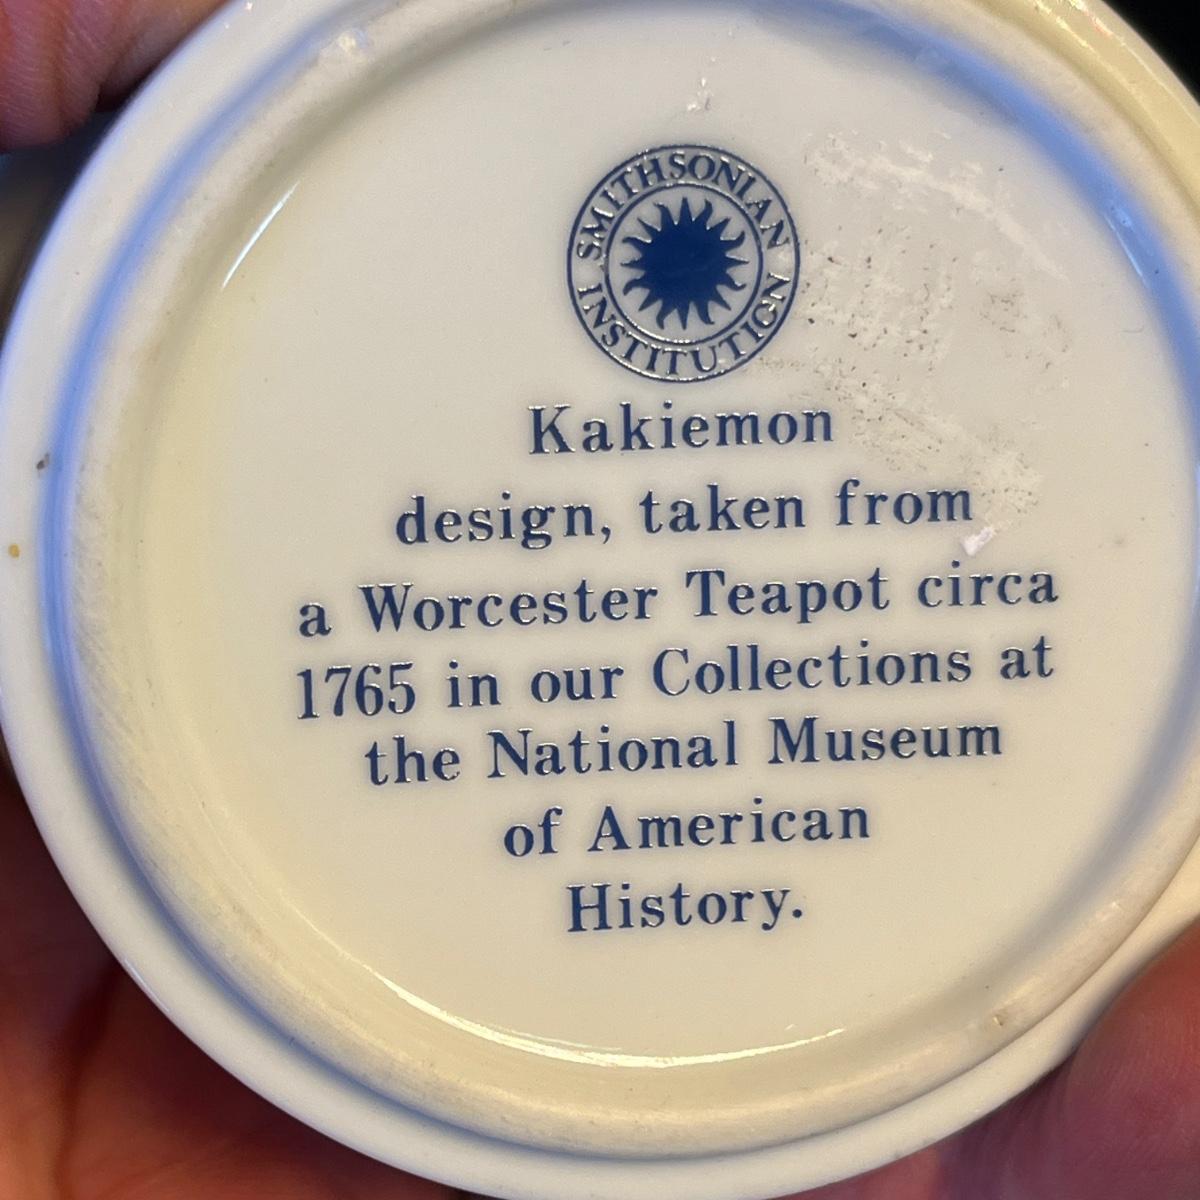 SMITHSONIAN
INSTITUTION
Kakiemon
design, taken from
a Worcester Teapot circa
1765 in our Collections at
the National Museum
of American
History.